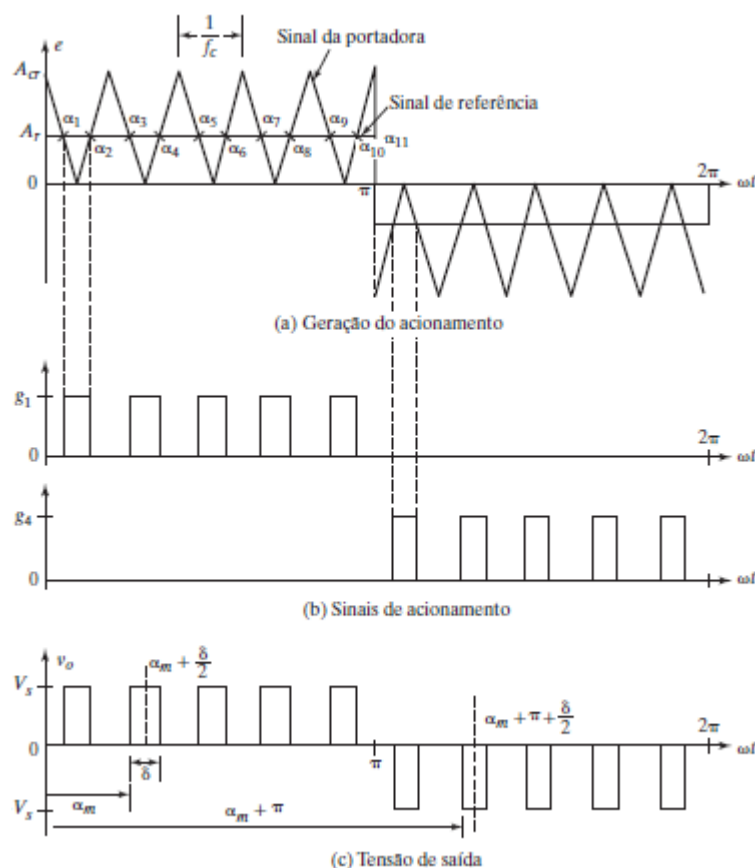 e
1
f_c
Sinal da portadora
A_cr
Sinal de referência
α₁ α₃ α₅ α₇ α₉
A_r
α₂ α₄ α₆ α₈ α₁₀ α₁₁
0 π 2π ωt
(a) Geração do acionamento
g₁
0 2π ωt
g₄
0 ωt
(b) Sinais de acionamento
v_o
α_m + δ/2
V_s
α_m + π + δ/2
2π
0 π ωt
δ
α_m
α_m + π
V_s
(c) Tensão de saída